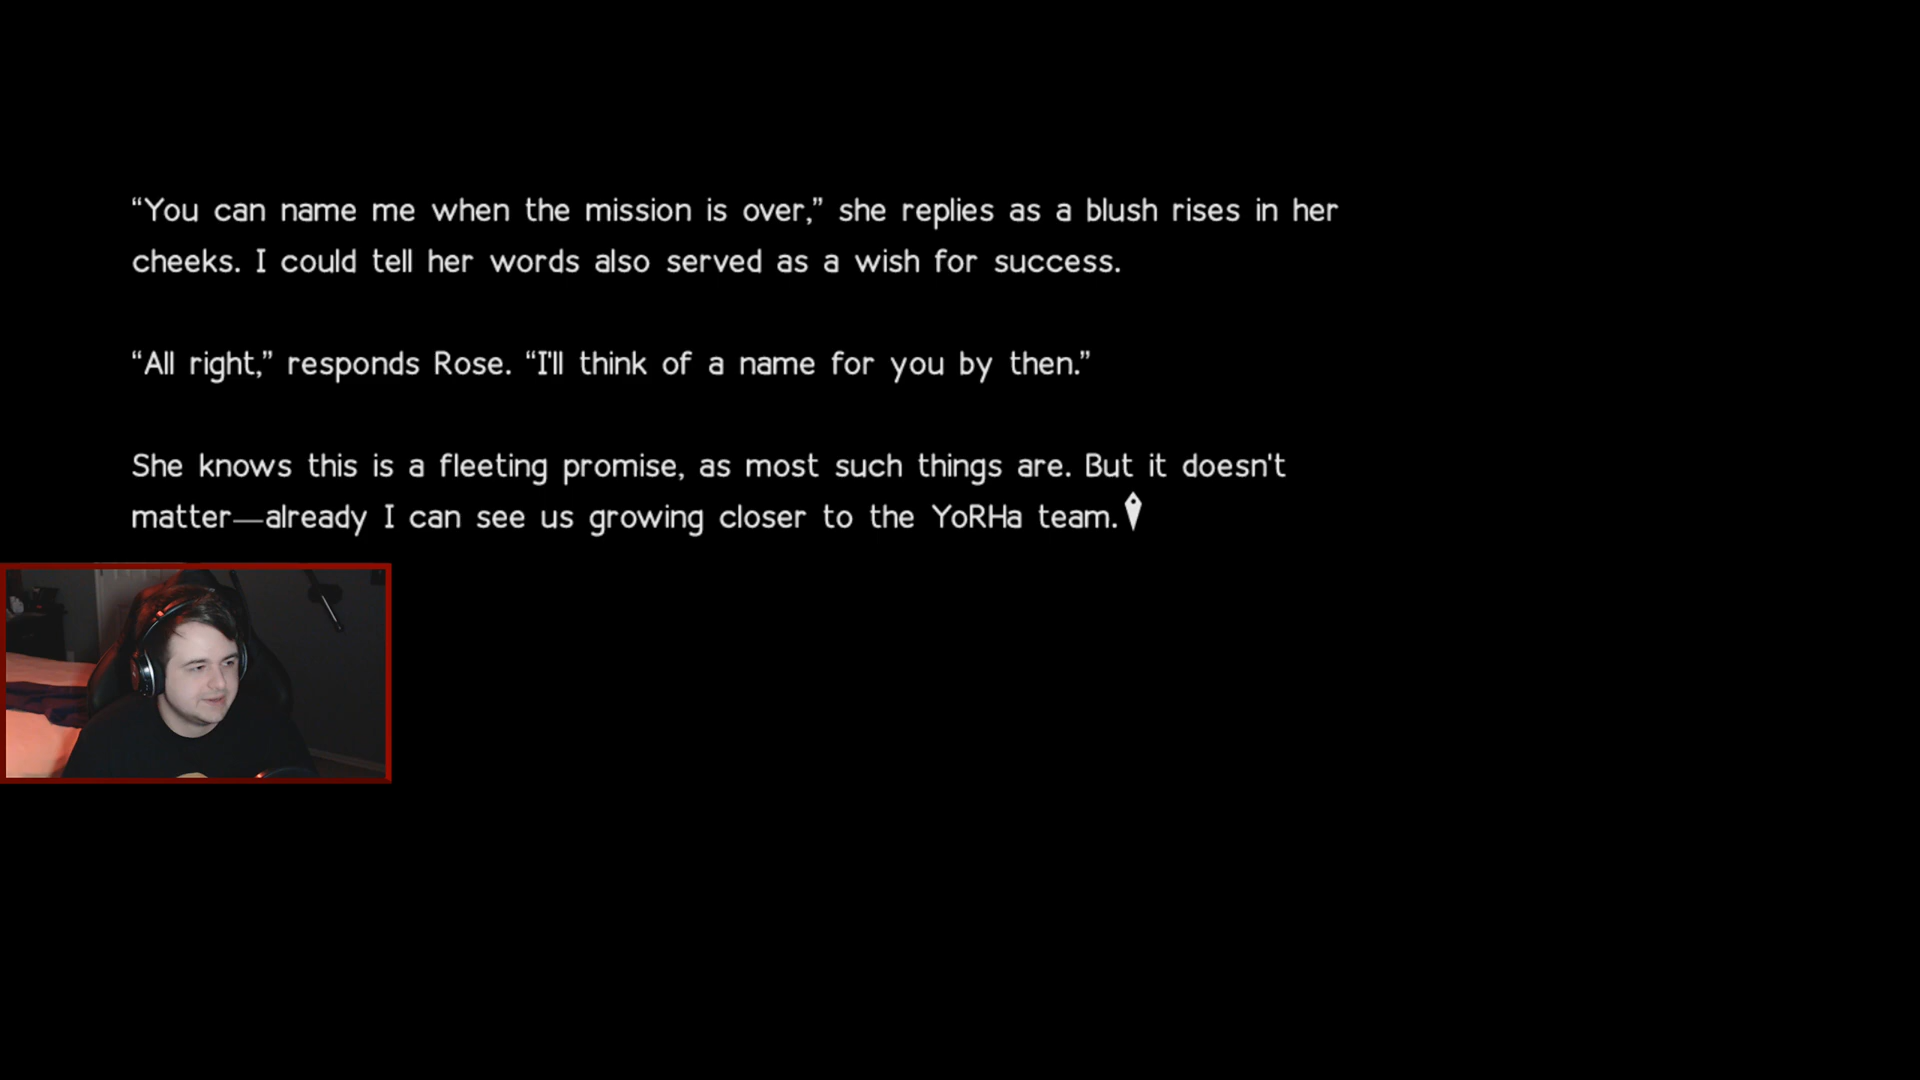 “You can name me when the mission is over,” she replies as a blush rises in her
cheeks. I could tell her words also served as a wish for success.
“All right,” responds Rose. “I'll think of a name for you by then.”
She knows this is a fleeting promise, as most such things are. But it doesn't
matter—already I can see us growing closer to the YoRHa team.